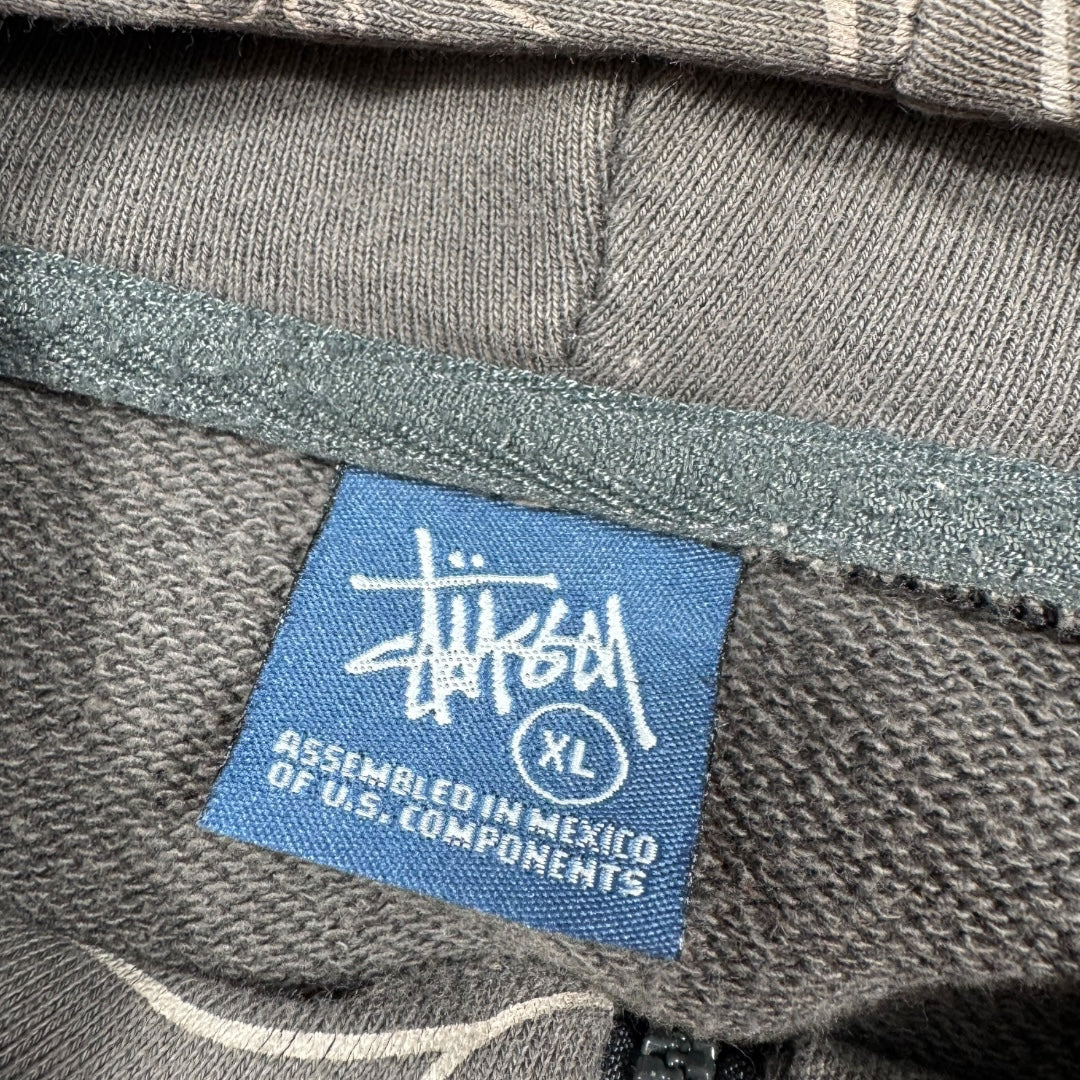 Stüssy
XL
ASSEMBLED IN MEXICO
OF U.S. COMPONENTS